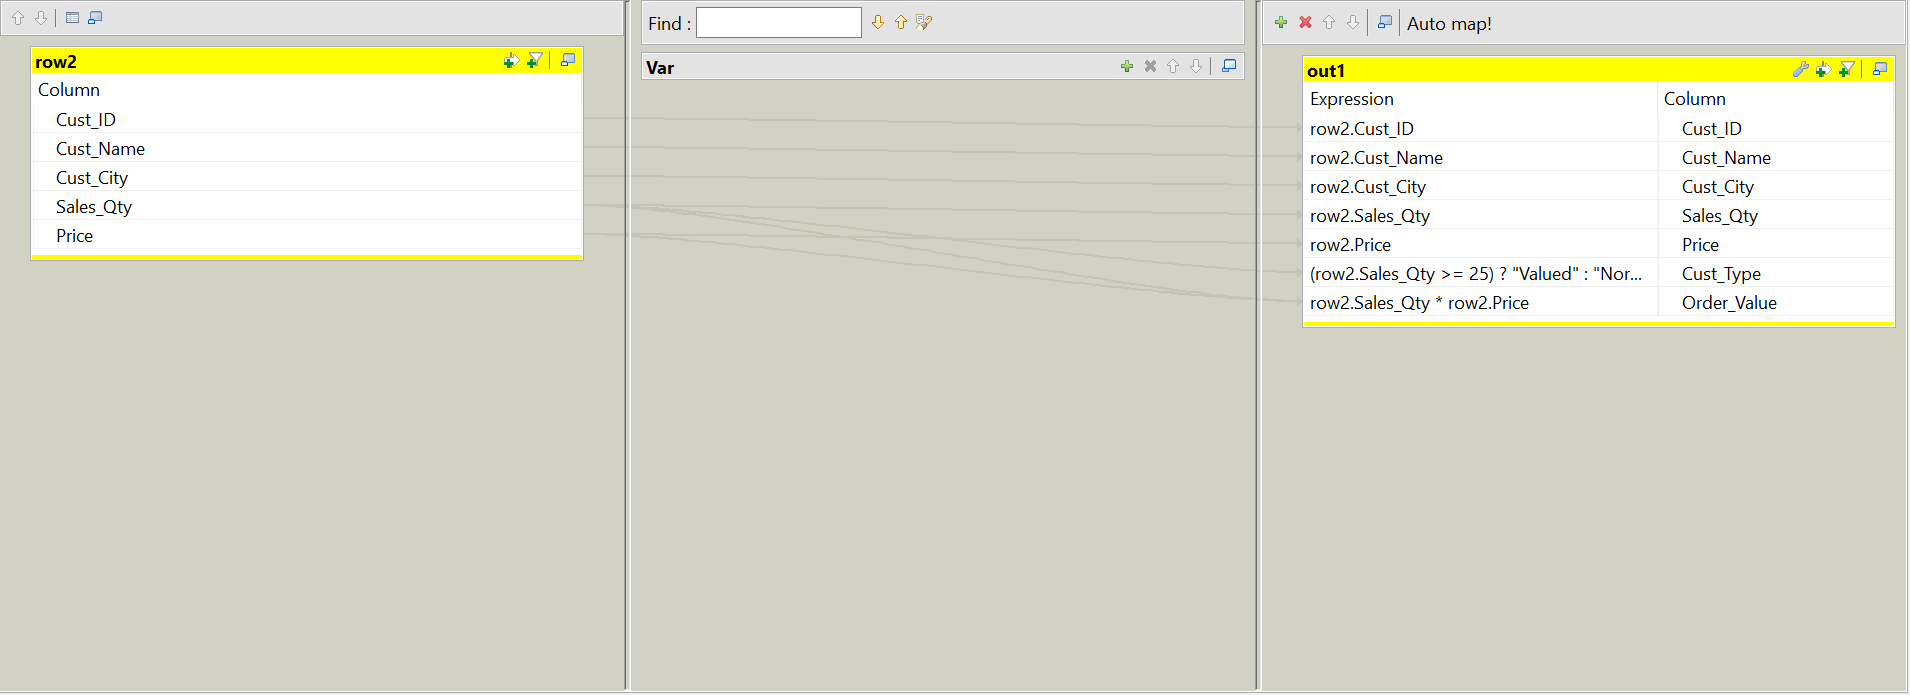 row2
Column
Cust_ID
Cust_Name
Cust_City
Sales_Qty
Price
Find :
Var
Auto map!
out1
Expression Column
row2.Cust_ID Cust_ID
row2.Cust_Name Cust_Name
row2.Cust_City Cust_City
row2.Sales_Qty Sales_Qty
row2.Price Price
(row2.Sales_Qty >= 25) ? "Valued" : "Nor... Cust_Type
row2.Sales_Qty * row2.Price Order_Value